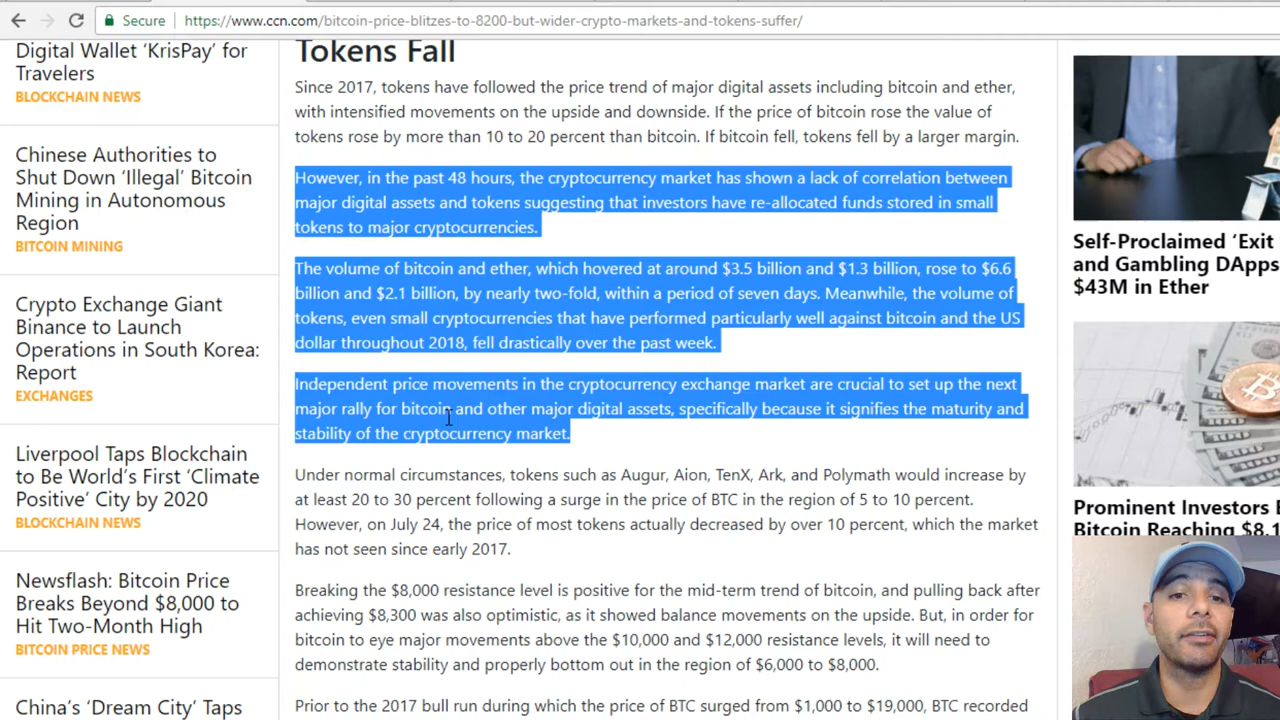 Secure
https://www.ccn.com/bitcoin-price-blitzes-to-8200-but-wider-crypto-markets-and-tokens-suffer/
Digital Wallet ‘KrisPay’ for
Travelers
BLOCKCHAIN NEWS
Chinese Authorities to
Shut Down ‘Illegal’ Bitcoin
Mining in Autonomous
Region
BITCOIN MINING
Crypto Exchange Giant
Binance to Launch
Operations in South Korea:
Report
EXCHANGES
Liverpool Taps Blockchain
to Be World’s First ‘Climate
Positive’ City by 2020
BLOCKCHAIN NEWS
Newsflash: Bitcoin Price
Breaks Beyond $8,000 to
Hit Two-Month High
BITCOIN PRICE NEWS
China’s ‘Dream City’ Taps
Tokens Fall
Since 2017, tokens have followed the price trend of major digital assets including bitcoin and ether,
with intensified movements on the upside and downside. If the price of bitcoin rose the value of
tokens rose by more than 10 to 20 percent than bitcoin. If bitcoin fell, tokens fell by a larger margin.
However, in the past 48 hours, the cryptocurrency market has shown a lack of correlation between
major digital assets and tokens suggesting that investors have re-allocated funds stored in small
tokens to major cryptocurrencies.
The volume of bitcoin and ether, which hovered at around $3.5 billion and $1.3 billion, rose to $6.6
billion and $2.1 billion, by nearly two-fold, within a period of seven days. Meanwhile, the volume of
tokens, even small cryptocurrencies that have performed particularly well against bitcoin and the US
dollar throughout 2018, fell drastically over the past week.
Independent price movements in the cryptocurrency exchange market are crucial to set up the next
major rally for bitcoin and other major digital assets, specifically because it signifies the maturity and
stability of the cryptocurrency market.
Under normal circumstances, tokens such as Augur, Aion, TenX, Ark, and Polymath would increase by
at least 20 to 30 percent following a surge in the price of BTC in the region of 5 to 10 percent.
However, on July 24, the price of most tokens actually decreased by over 10 percent, which the market
has not seen since early 2017.
Breaking the $8,000 resistance level is positive for the mid-term trend of bitcoin, and pulling back after
achieving $8,300 was also optimistic, as it showed balance movements on the upside. But, in order for
bitcoin to eye major movements above the $10,000 and $12,000 resistance levels, it will need to
demonstrate stability and properly bottom out in the region of $6,000 to $8,000.
Prior to the 2017 bull run during which the price of BTC surged from $1,000 to $19,000, BTC recorded
Self-Proclaimed ‘Exit
and Gambling DApps
$43M in Ether
Prominent Investors
Bitcoin Reaching $8,1